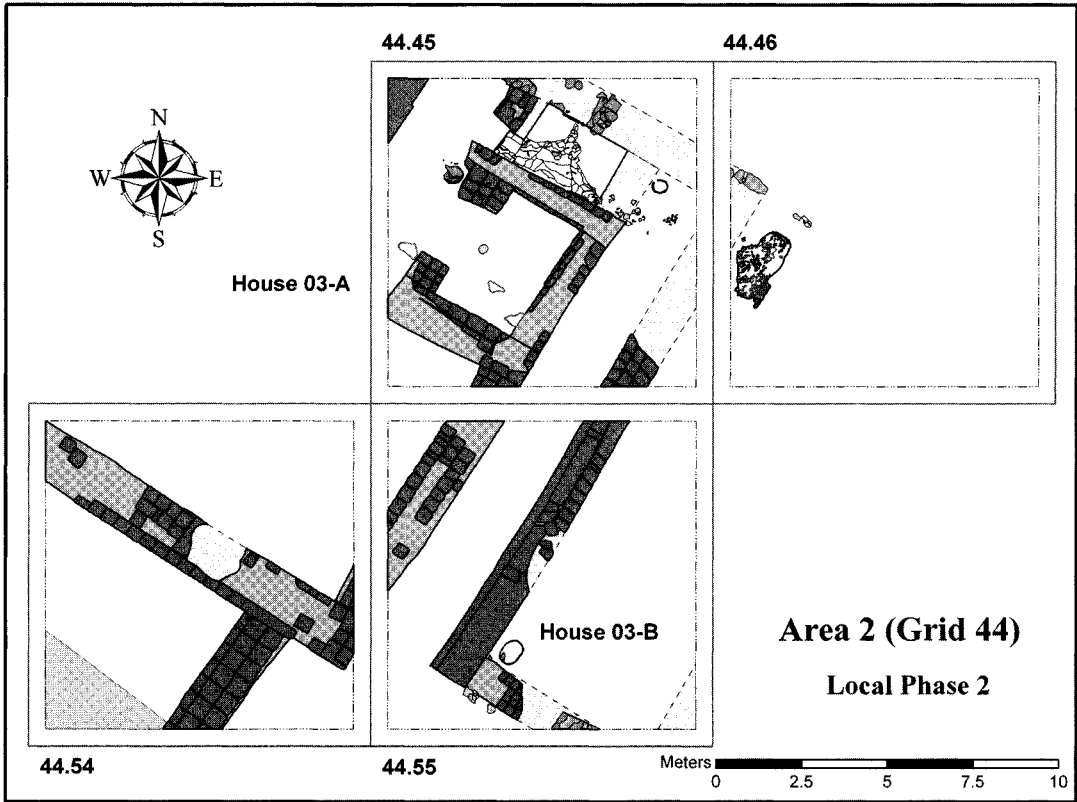 44.45
44.46
N
W
E
S
House 03-A
House 03-B
Area 2 (Grid 44)
Local Phase 2
44.54
44.55
Meters
0
2.5
5
7.5
10